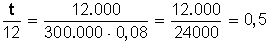 t/12 = 12.000/(300.000 · 0,08) = 12.000/24000 = 0,5